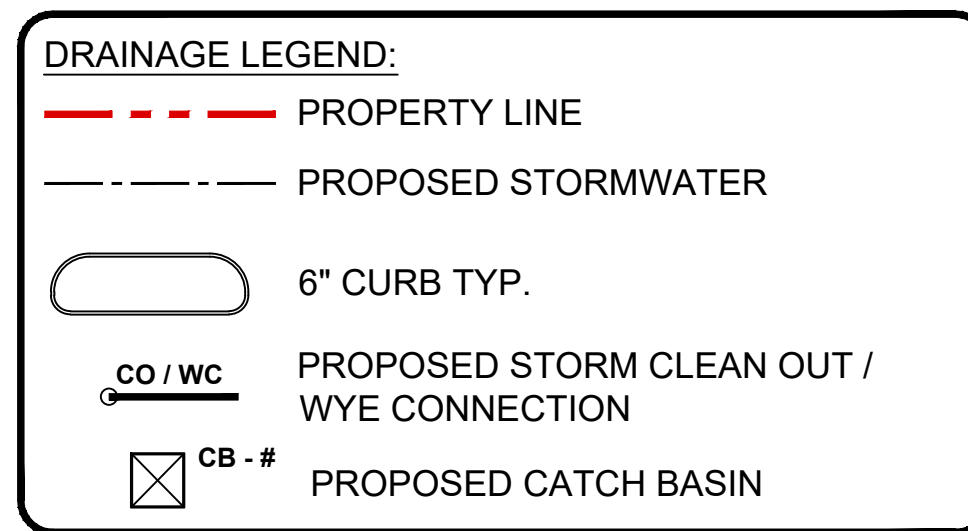 DRAINAGE LEGEND:
PROPERTY LINE
PROPOSED STORMWATER
6" CURB TYP.
CO / WC
PROPOSED STORM CLEAN OUT /
WYE CONNECTION
CB - #
PROPOSED CATCH BASIN